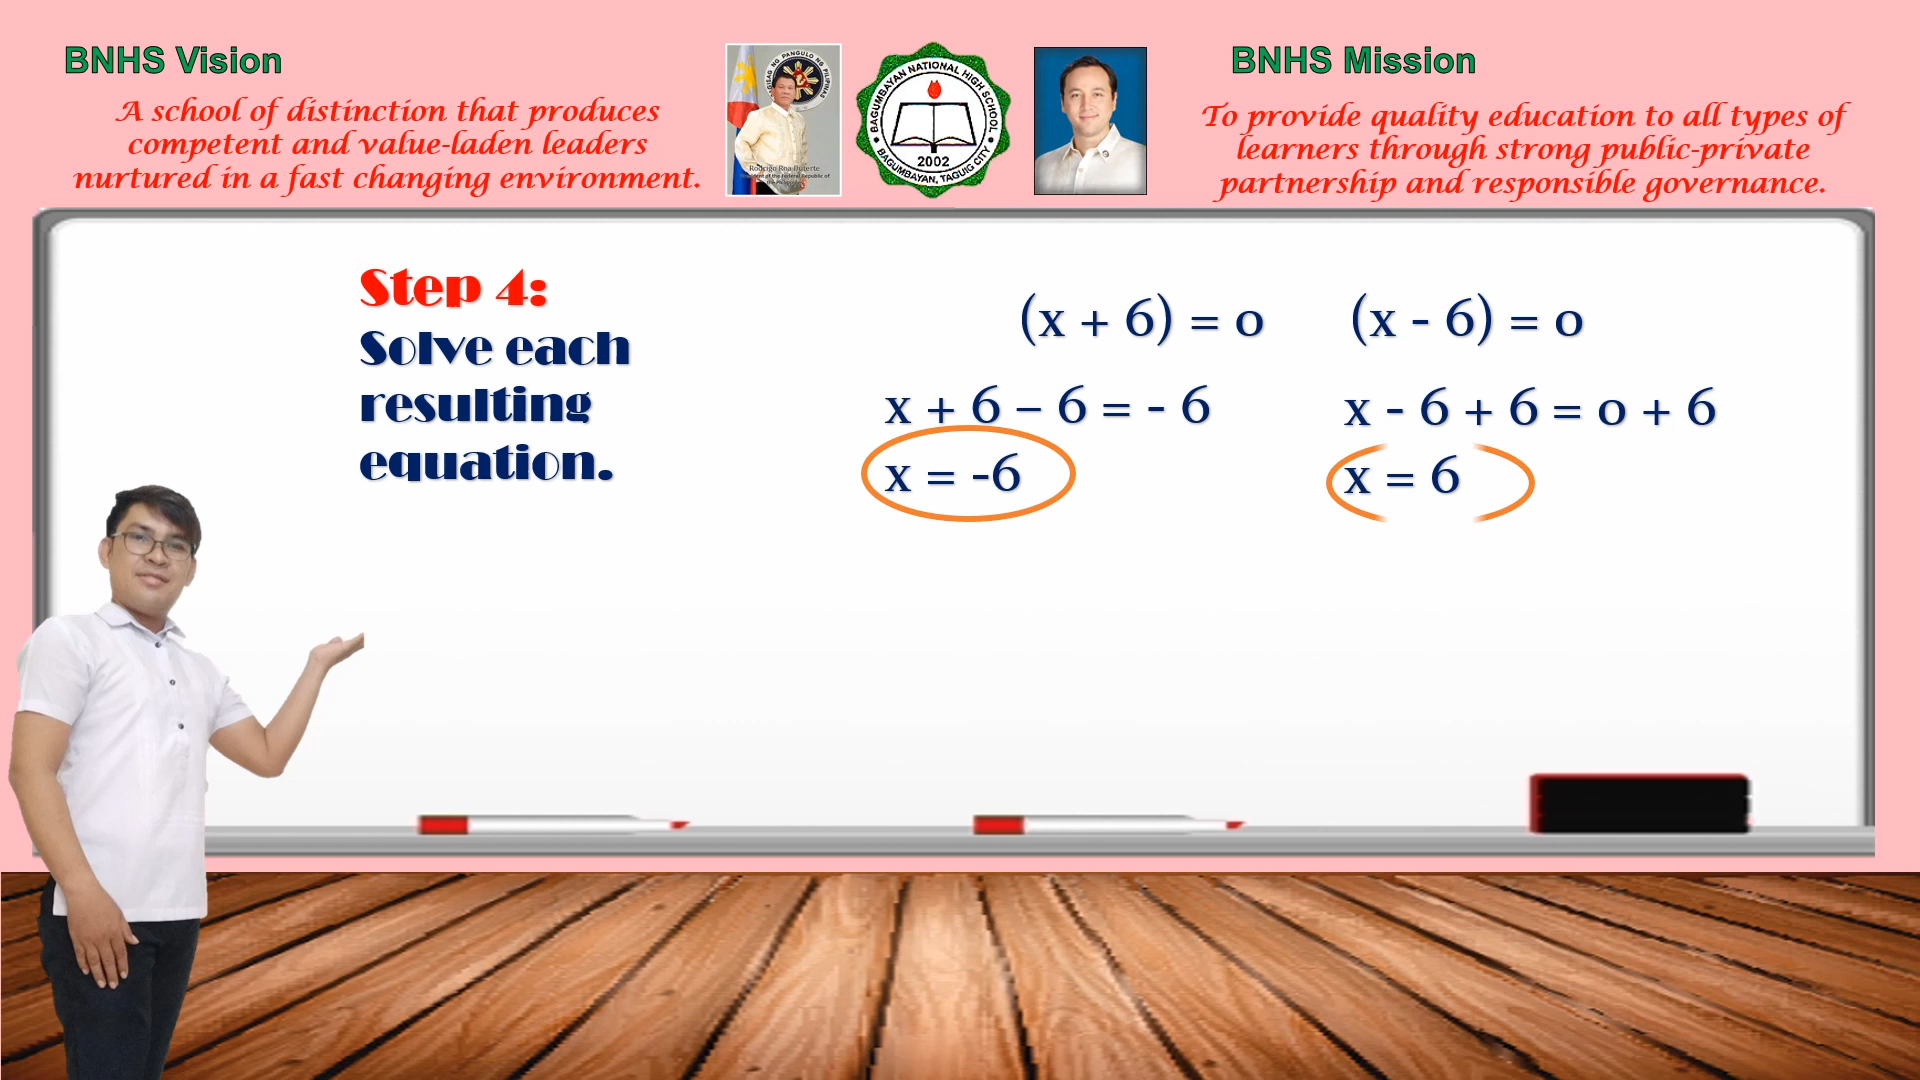 BNHS Vision
A school of distinction that produces
competent and value-laden leaders
nurtured in a fast changing environment.
Rodrigo Roa Duterte
BAGUMBAYAN NATIONAL HIGH SCHOOL
2002
BAGUMBAYAN, TAGUIG CITY
BNHS Mission
To provide quality education to all types of
learners through strong public-private
partnership and responsible governance.
Step 4:
Solve each
resulting
equation.
(x + 6) = 0
x + 6 – 6 = - 6
x = -6
(x - 6) = 0
x - 6 + 6 = 0 + 6
x = 6